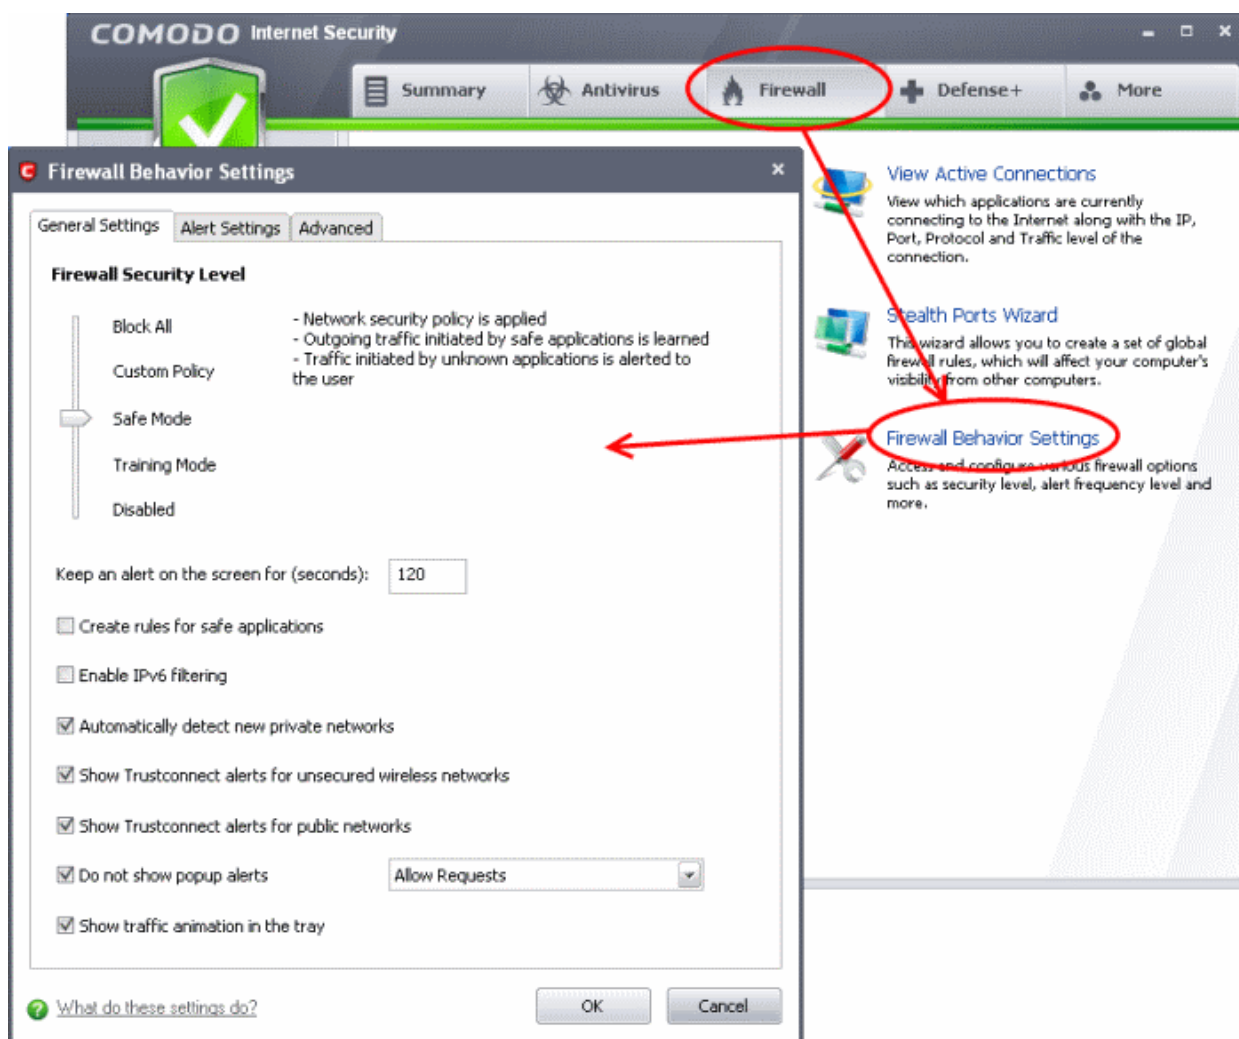 COMODO Internet Security
Summary
Antivirus
Firewall
Defense+
More
Firewall Behavior Settings
General Settings
Alert Settings
Advanced
Firewall Security Level
Block All
Custom Policy
Safe Mode
Training Mode
Disabled
- Network security policy is applied
- Outgoing traffic initiated by safe applications is learned
- Traffic initiated by unknown applications is alerted to
the user
Keep an alert on the screen for (seconds): 120
Create rules for safe applications
Enable IPv6 filtering
Automatically detect new private networks
Show Trustconnect alerts for unsecured wireless networks
Show Trustconnect alerts for public networks
Do not show popup alerts
Allow Requests
Show traffic animation in the tray
What do these settings do?
OK
Cancel
View Active Connections
View which applications are currently
connecting to the Internet along with the IP,
Port, Protocol and Traffic level of the
connection.
Stealth Ports Wizard
This wizard allows you to create a set of global
firewall rules, which will affect your computer's
visibility from other computers.
Firewall Behavior Settings
Access and configure various firewall options
such as security level, alert frequency level and
more.